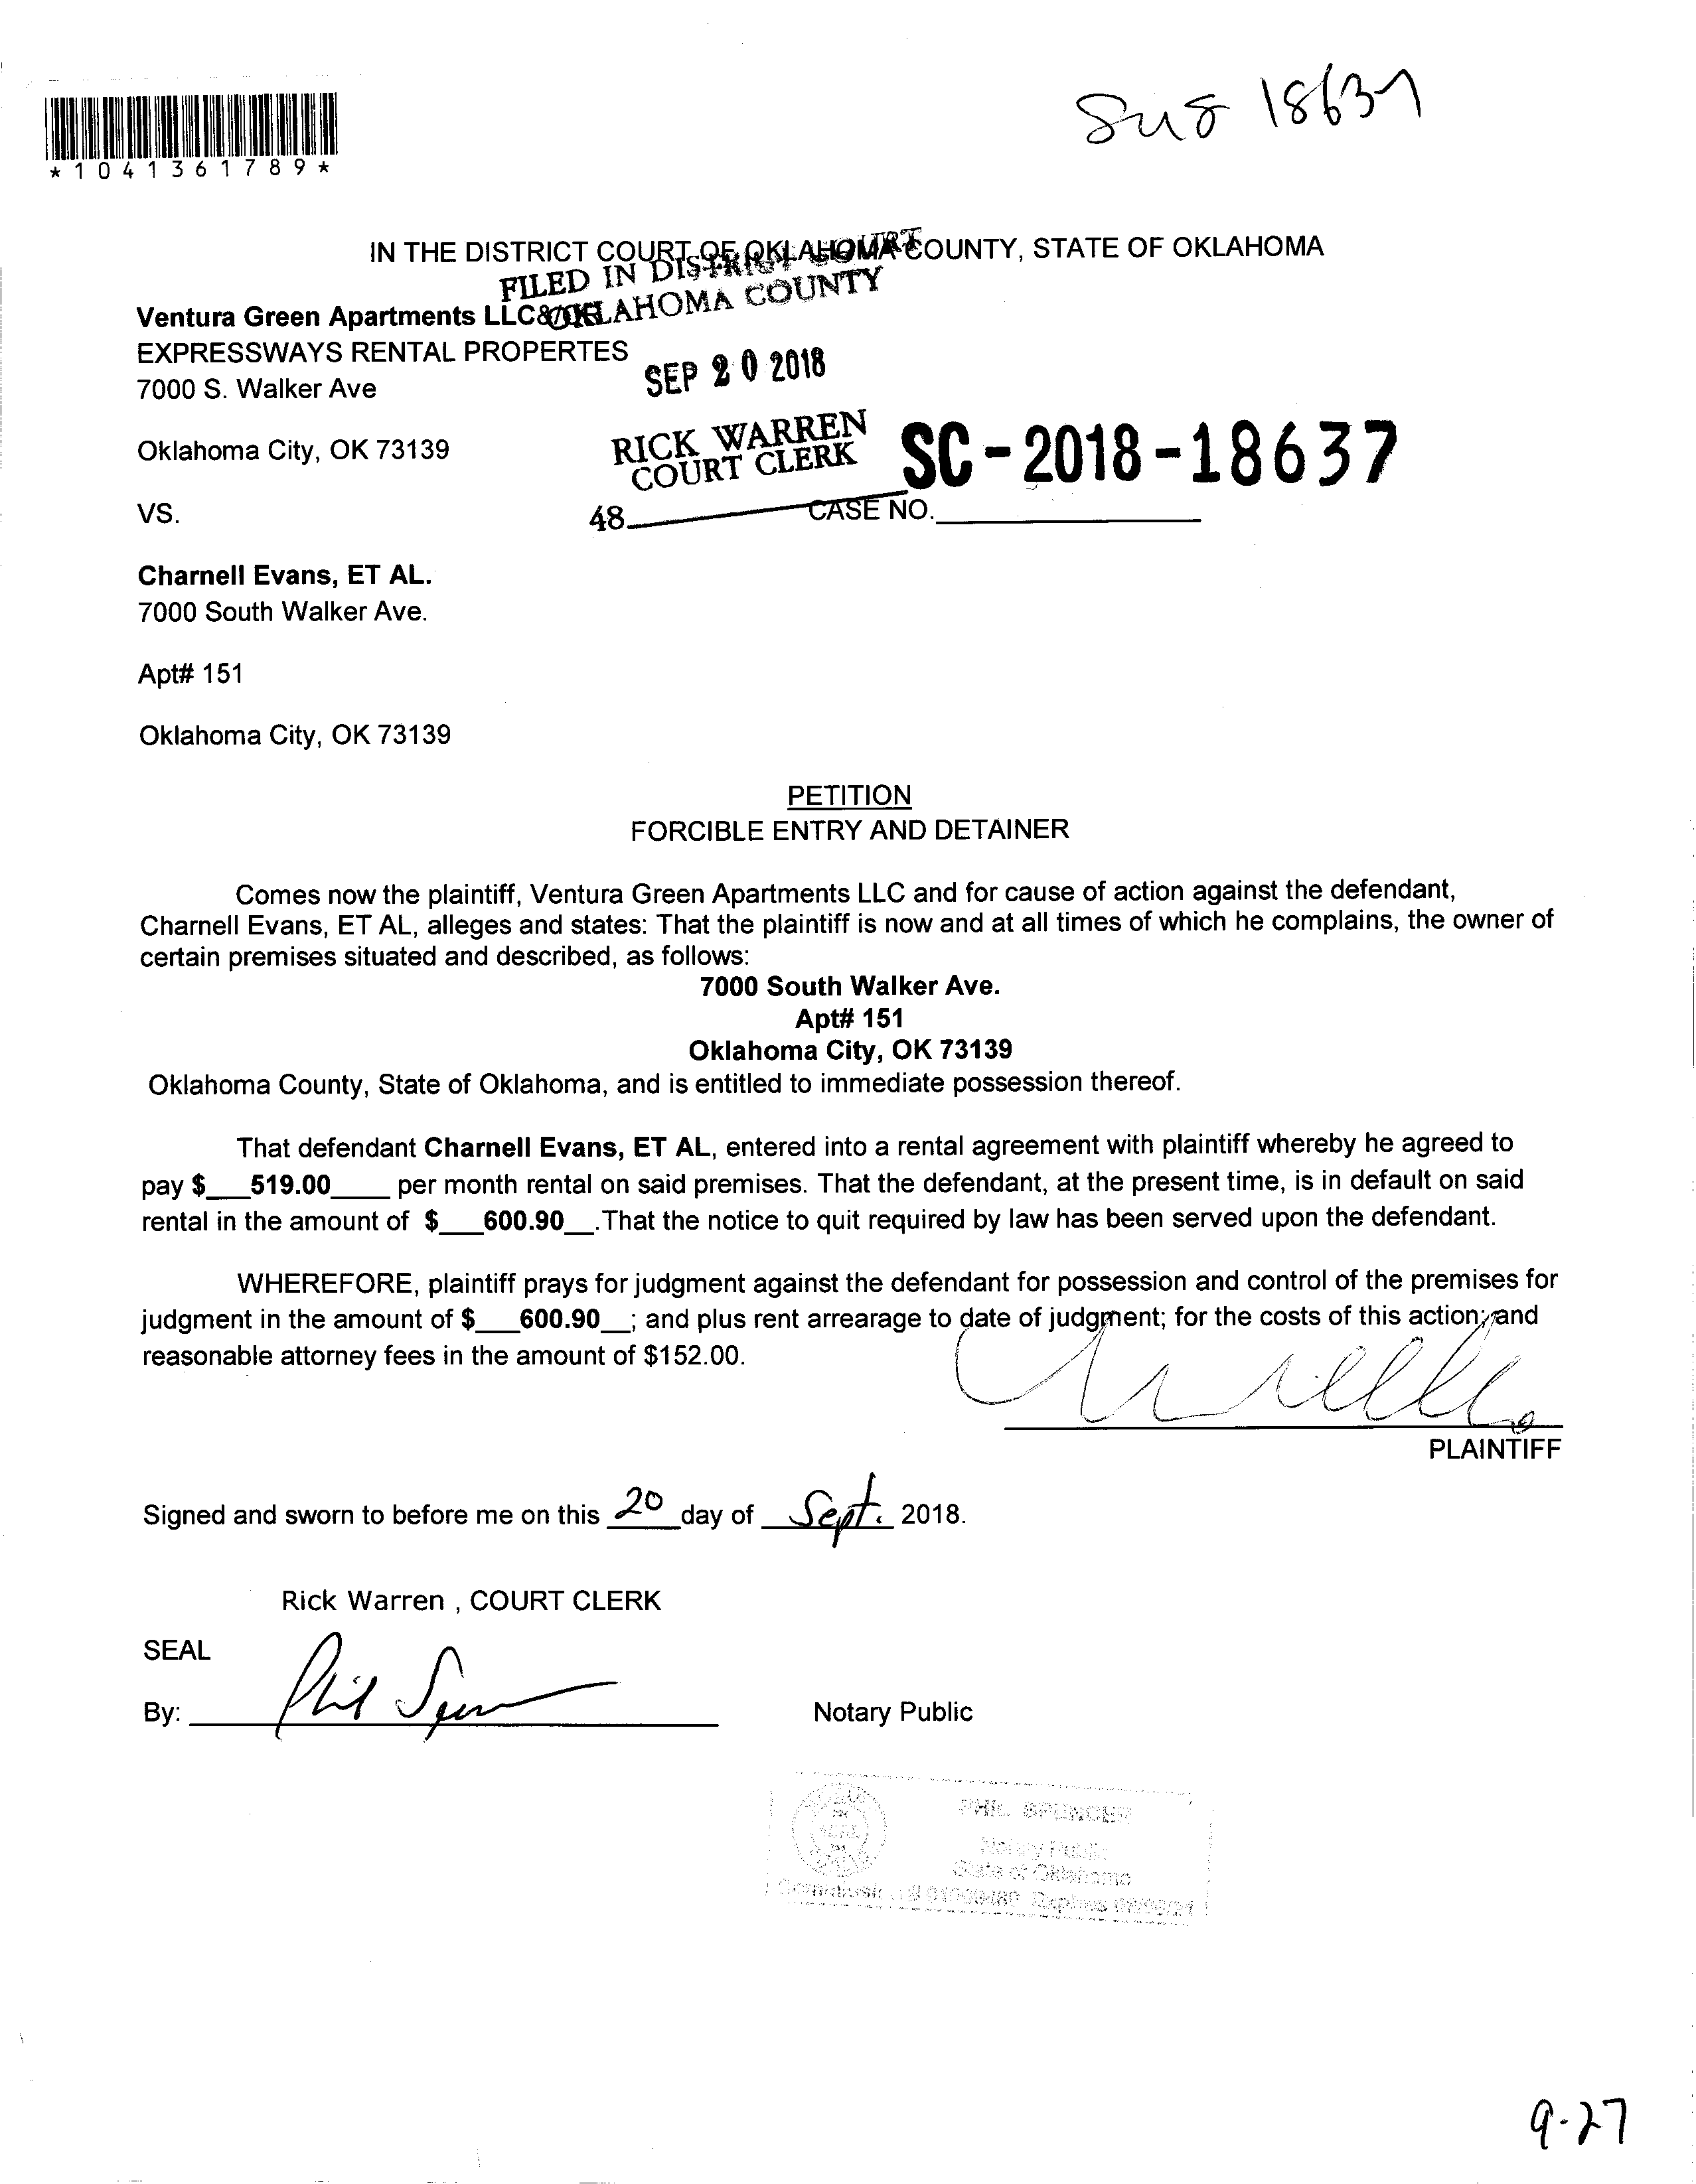 *1041361789*
18637
IN THE DISTRICT COURT OF OKLAHOMA COUNTY, STATE OF OKLAHOMA
FILED IN DISTRICT COURT
OKLAHOMA COUNTY
Ventura Green Apartments LLC&
EXPRESSWAYS RENTAL PROPERTES
7000 S. Walker Ave
SEP 20 2018
Oklahoma City, OK 73139
RICK WARREN
COURT CLERK
SC-2018-18637
VS.
48. CASE NO.
Charnell Evans, ET AL.
7000 South Walker Ave.
Apt# 151
Oklahoma City, OK 73139
PETITION
FORCIBLE ENTRY AND DETAINER
Comes now the plaintiff, Ventura Green Apartments LLC and for cause of action against the defendant,
Charnell Evans, ET AL, alleges and states: That the plaintiff is now and at all times of which he complains, the owner of
certain premises situated and described, as follows:
7000 South Walker Ave.
Apt# 151
Oklahoma City, OK 73139
Oklahoma County, State of Oklahoma, and is entitled to immediate possession thereof.
That defendant Charnell Evans, ET AL, entered into a rental agreement with plaintiff whereby he agreed to
pay $___519.00____ per month rental on said premises. That the defendant, at the present time, is in default on said
rental in the amount of $___600.90__.That the notice to quit required by law has been served upon the defendant.
WHEREFORE, plaintiff prays for judgment against the defendant for possession and control of the premises for
judgment in the amount of $___600.90__; and plus rent arrearage to date of judgment; for the costs of this action; and
reasonable attorney fees in the amount of $152.00.
PLAINTIFF
Signed and sworn to before me on this 20 day of Sept. 2018.
Rick Warren , COURT CLERK
SEAL
By: Phil Spencer
Notary Public
PHIL SPENCER
Notary Public
State of Oklahoma
Commission # Expires
9-27